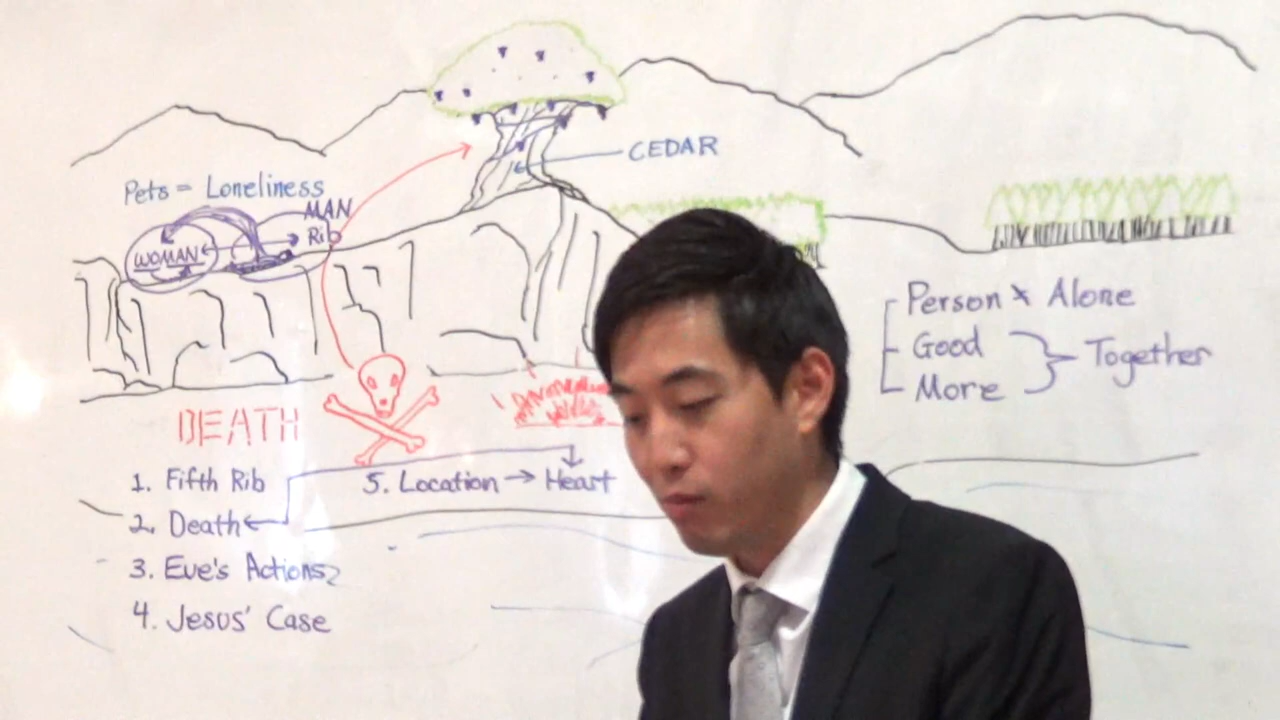 CEDAR
Pets = Loneliness
MAN
Rib
WOMAN
Person x Alone
Good
More
Together
DEATH
1. Fifth Rib
5. Location → Heart
2. Death
3. Eve's Actions
4. Jesus' Case